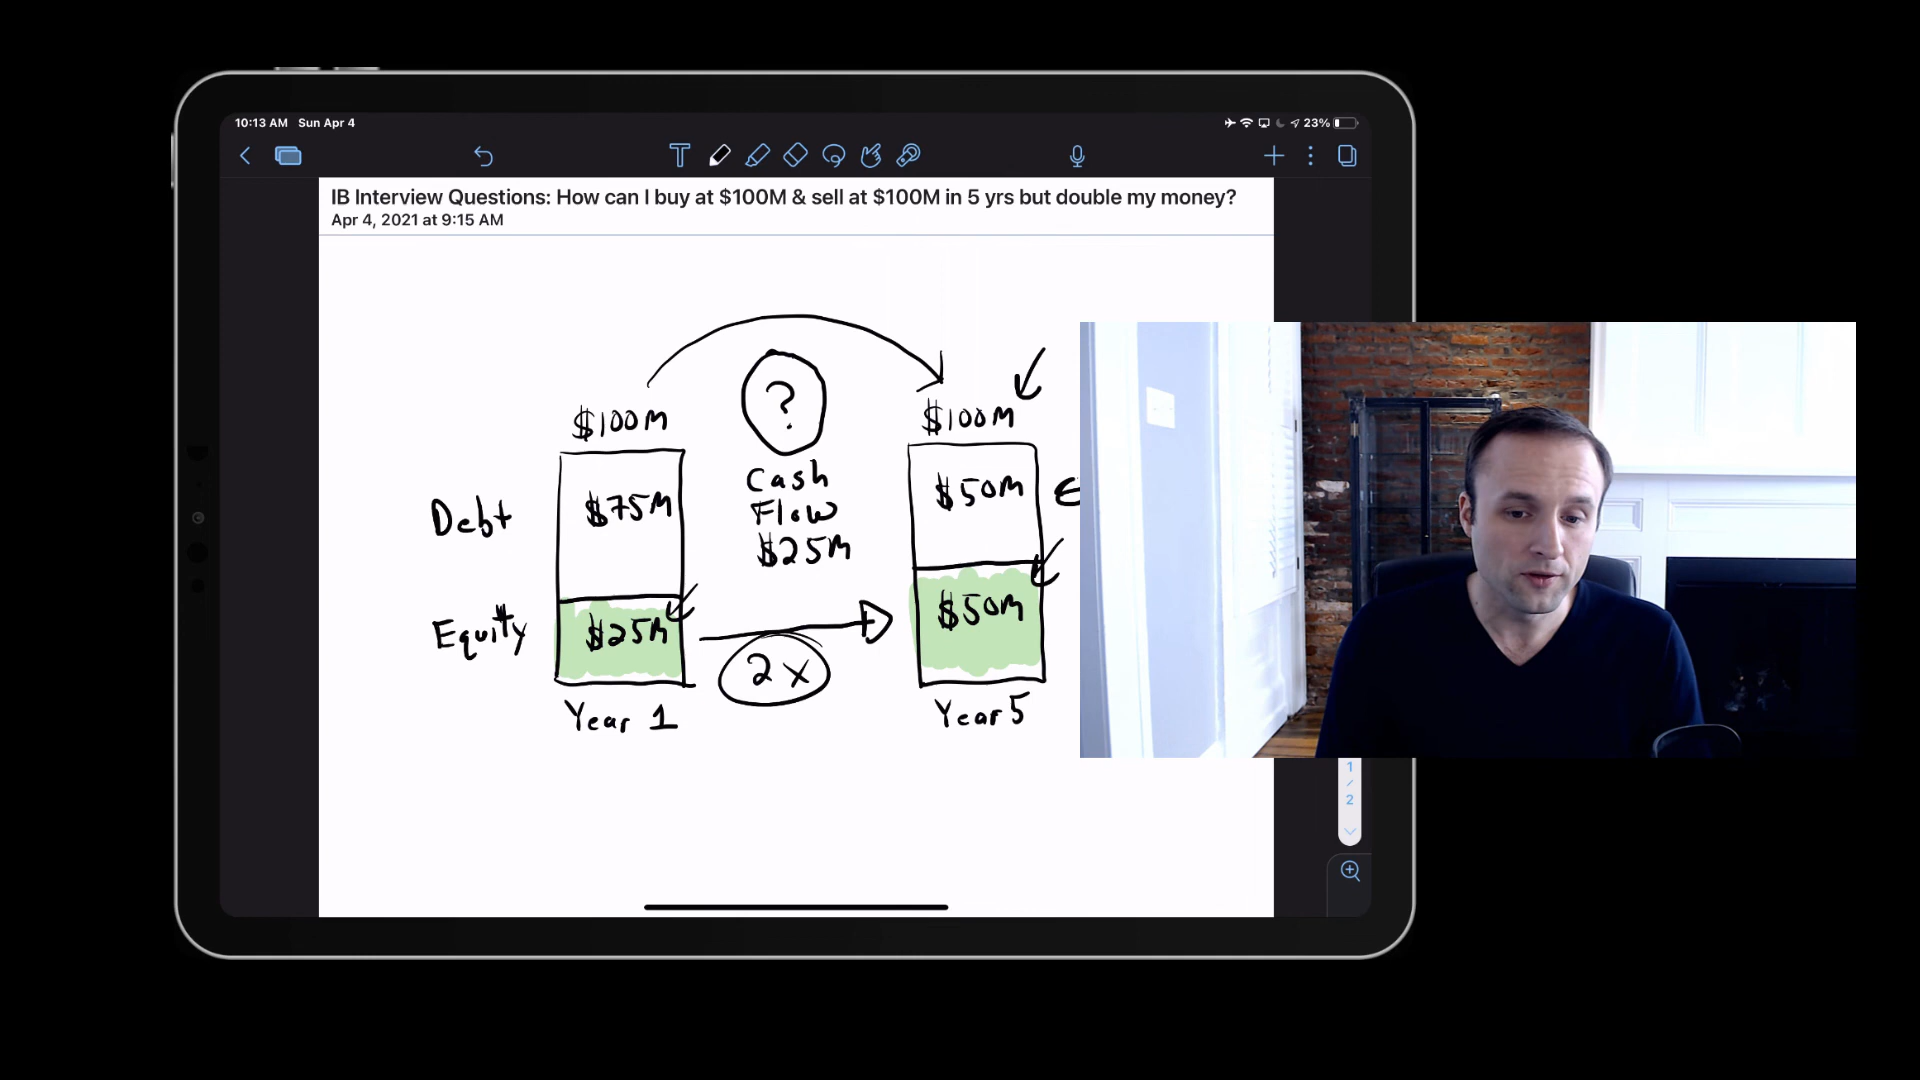 10:13 AM Sun Apr 4
23%
IB Interview Questions: How can I buy at $100M & sell at $100M in 5 yrs but double my money?
Apr 4, 2021 at 9:15 AM
$100M
?
$100M
Cash
Flow
$25M
Debt
$75M
$50M
Equity
$25M
$50M
2x
Year 1
Year 5
1
/
2